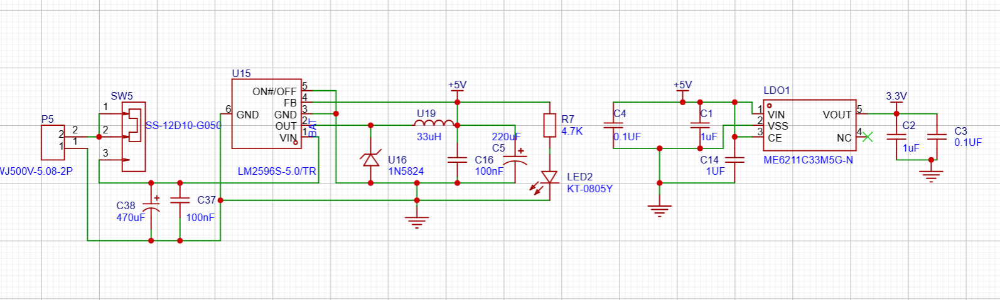 P5
2
1
2
1
WJ500V-5.08-2P
SW5
1
2
3
SS-12D10-G050
C38
470uF
C37
100nF
U15
6
GND
ON#/OFF
FB
GND
OUT
VIN
5
4
3
2
1
BAT
LM2596S-5.0/TR
U16
1N5824
U19
33uH
+5V
C16
100nF
220uF
C5
R7
4.7K
LED2
KT-0805Y
+5V
C4
0.1UF
C1
1uF
C14
1UF
LDO1
1
2
3
VIN
VSS
CE
VOUT
NC
5
4
ME6211C33M5G-N
3.3V
C2
1uF
C3
0.1UF